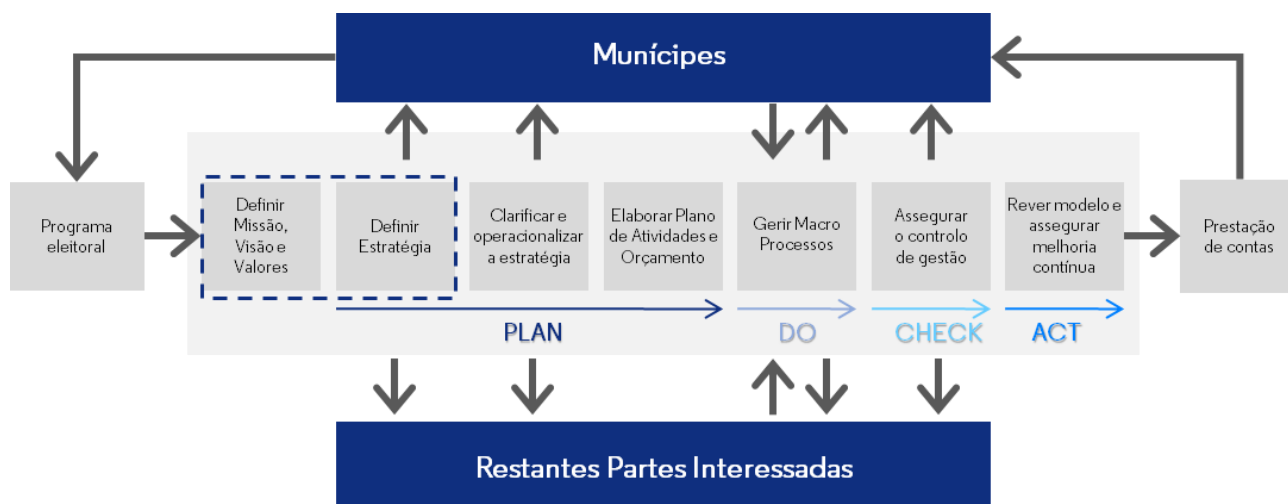 Munícipes
Programa
eleitoral
Definir
Missão,
Visão e
Valores
Definir
Estratégia
Clarificar e
operacionalizar
a estratégia
Elaborar Plano
de Atividades e
Orçamento
Gerir Macro
Processos
Assegurar
o controlo
de gestão
Rever modelo e
assegurar
melhoria
contínua
Prestação
de contas
PLAN
DO
CHECK
ACT
Restantes Partes Interessadas